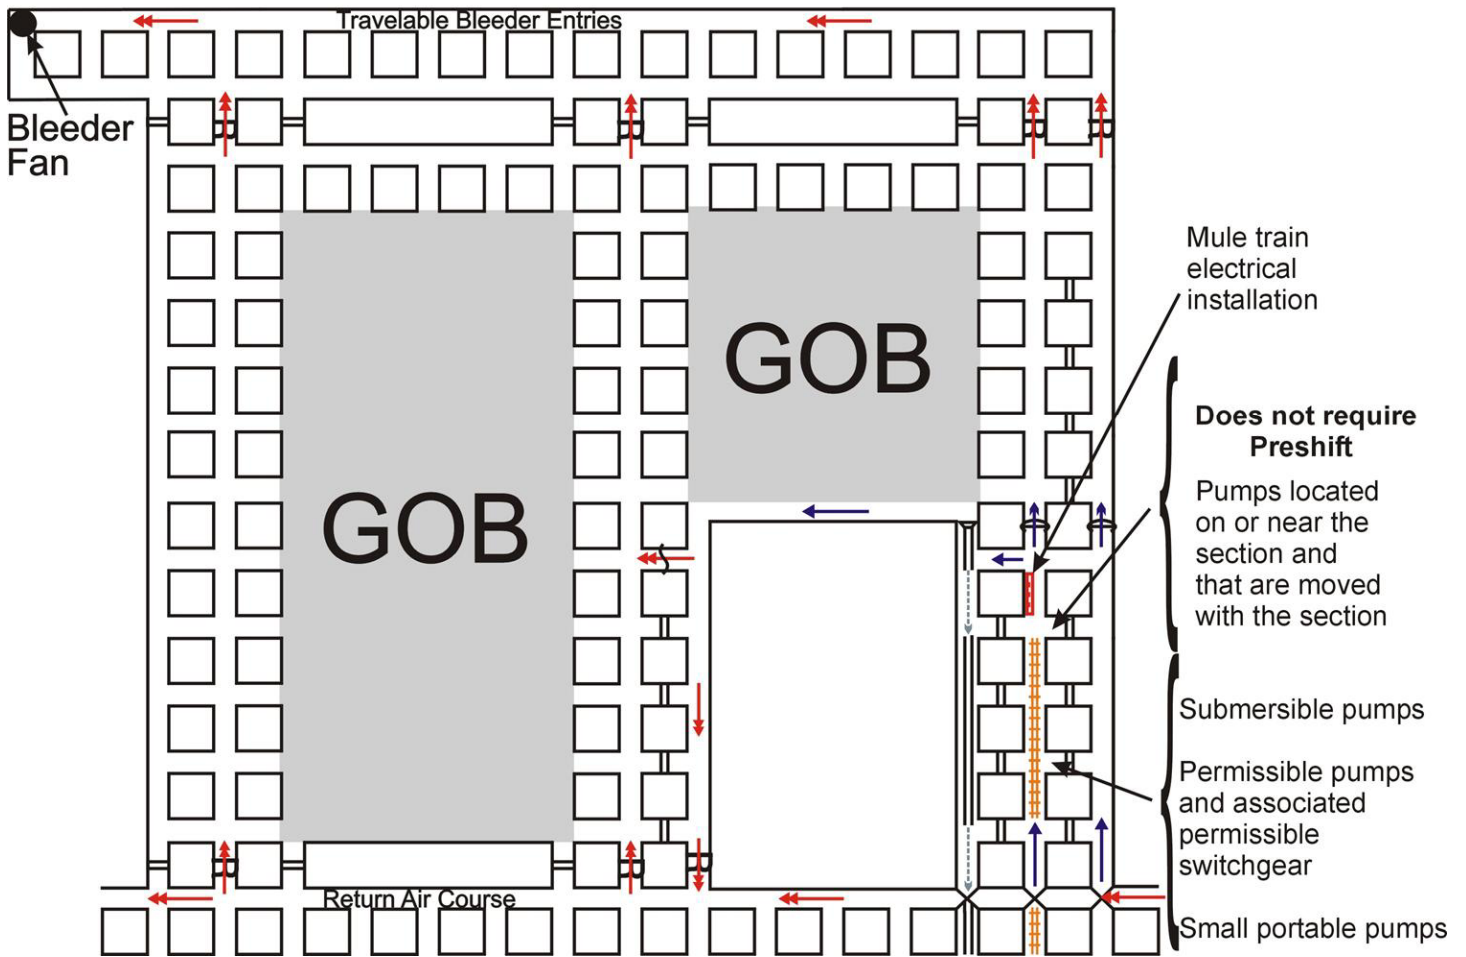 Travelable Bleeder Entries
Bleeder
Fan
GOB
GOB
Return Air Course
Mule train
electrical
installation
Does not require
Preshift
Pumps located
on or near the
section and
that are moved
with the section
Submersible pumps
Permissible pumps
and associated
permissible
switchgear
Small portable pumps